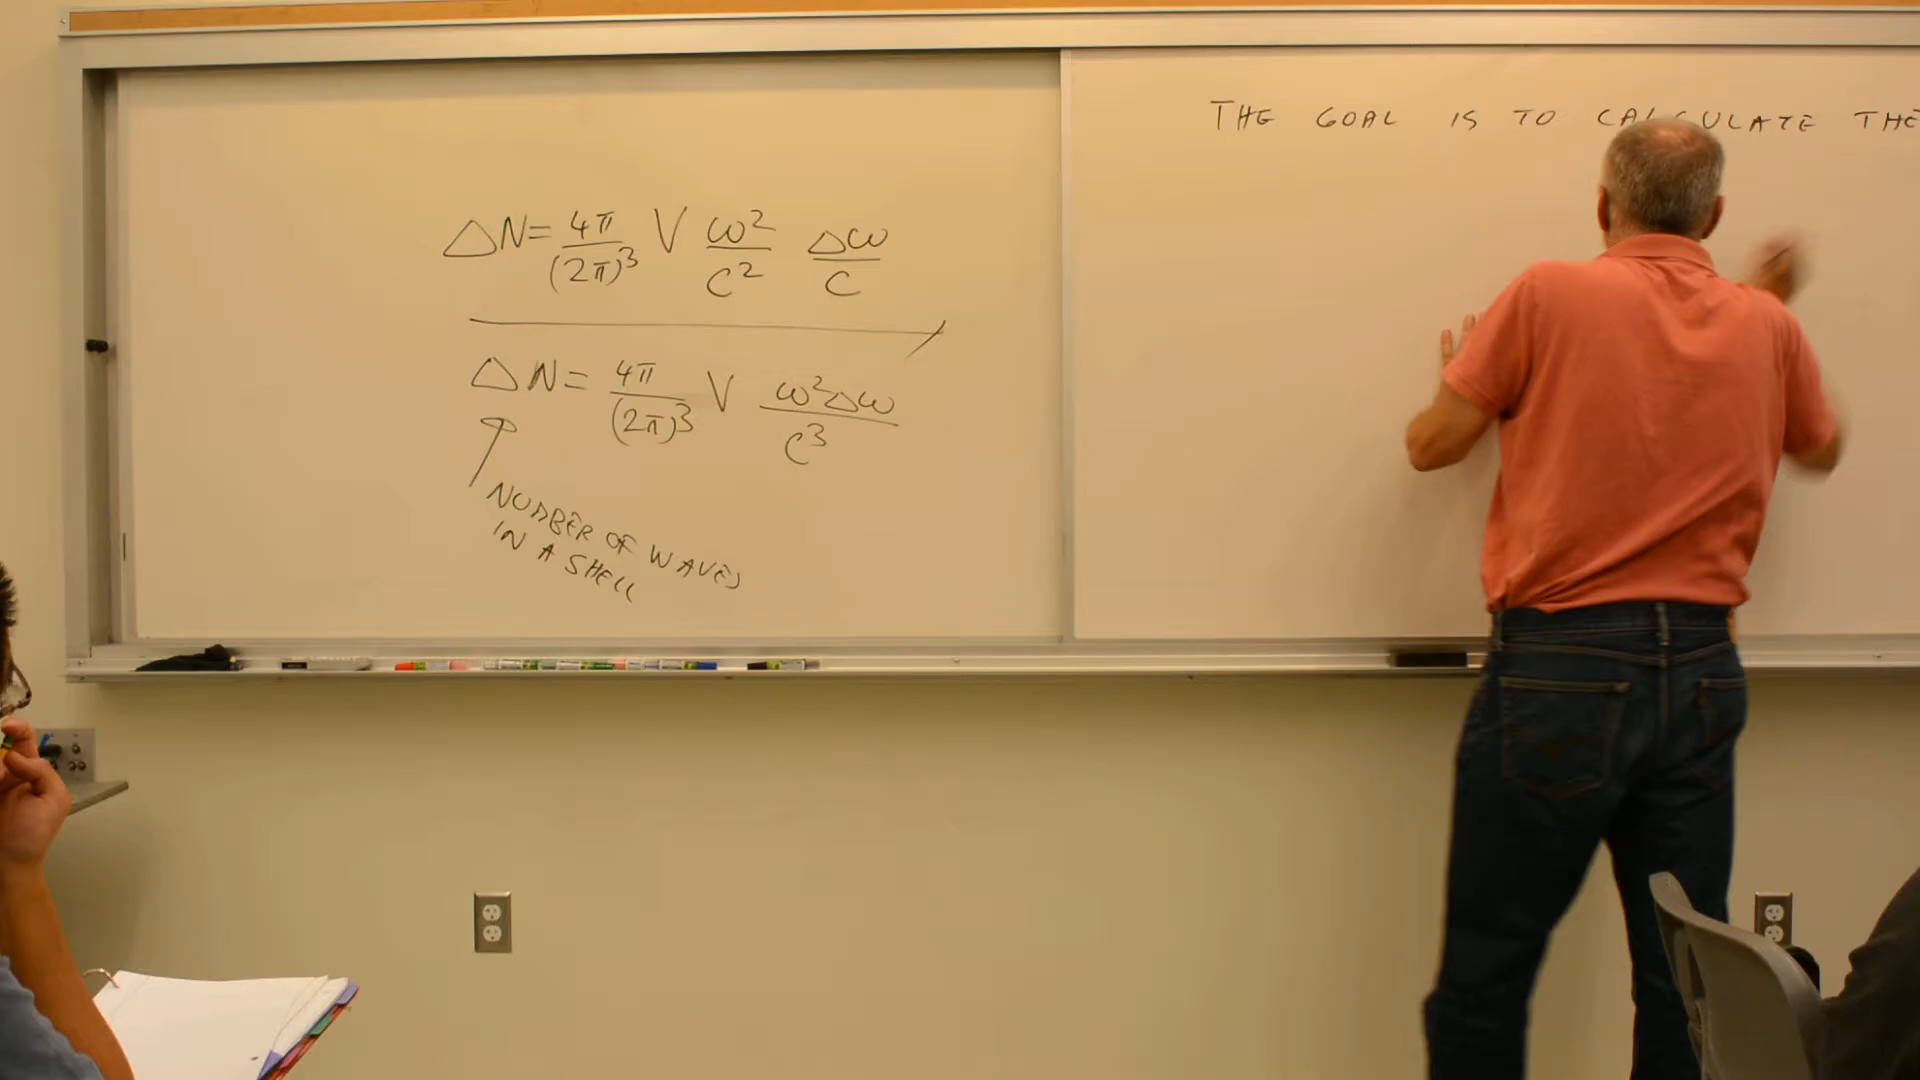 ΔN = 4π/(2π)³ V ω²/c² Δω/c
ΔN = 4π/(2π)³ V ω²Δω/c³
NUMBER OF WAVES
IN A SHELL
THE GOAL IS TO CALCULATE THE